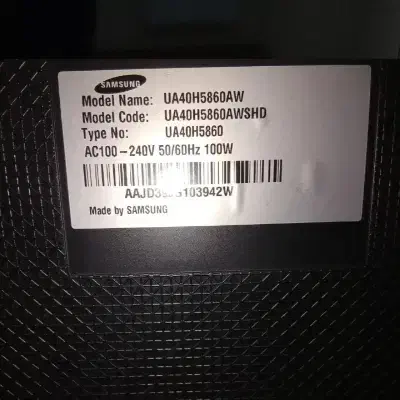 SAMSUNG
Model Name: UA40H5860AW
Model Code: UA40H5860AWSHD
Type No: UA40H5860
AC100 – 240V 50/60Hz 100W
Made by SAMSUNG